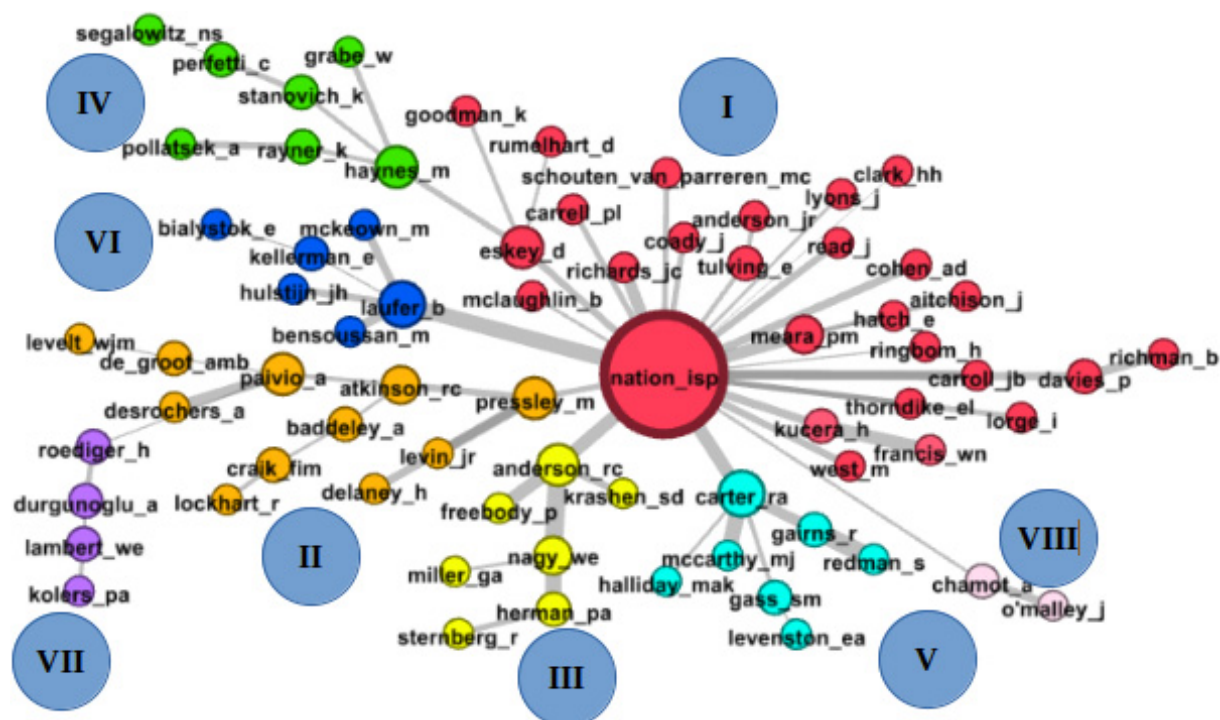 segalowitz_ns
perfetti_c
grabe_w
IV
stanovich_k
goodman_k
I
pollatsek_a
rayner_k
rumelhart_d
haynes_m
schouten_van_parreren_mc
clark_hh
lyons_j
VI
bialystok_e
mckeown_m
carrell_pl
anderson_jr
kellerman_e
eskey_d
coady_j
read_j
richards_jc
tulving_e
cohen_ad
hulstijn_jh
laufer_b
mclaughlin_b
aitchison_j
hatch_e
bensoussan_m
meara_pm
levelt_wjm
de_groot_amb
ringbom_h
richman_b
paivio_a
atkinson_rc
nation_isp
carroll_jb
davies_p
pressley_m
desrochers_a
thorndike_el
lorge_i
baddeley_a
kucera_h
roediger_h
levin_jr
francis_wn
craik_fim
anderson_rc
west_m
delaney_h
krashen_sd
carter_ra
lockhart_r
durgunoglu_a
freebody_p
gairns_r
VIII
lambert_we
II
nagy_we
mccarthy_mj
redman_s
miller_ga
halliday_mak
chamot_a
kolers_pa
gass_sm
o'malley_j
herman_pa
sternberg_r
levenston_ea
VII
III
V